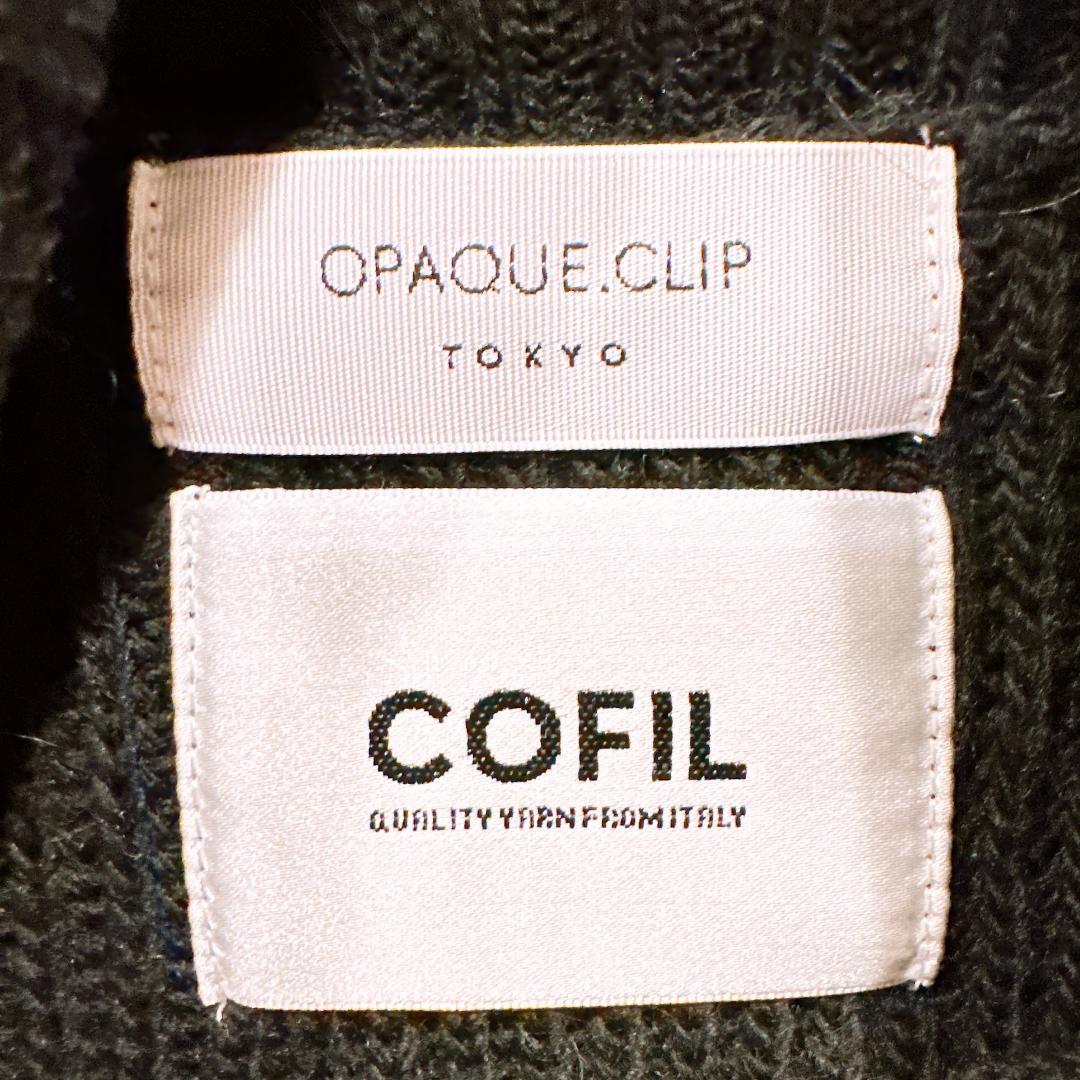 OPAQUE.CLIP
TOKYO
COFIL
QUALITY YARN FROM ITALY